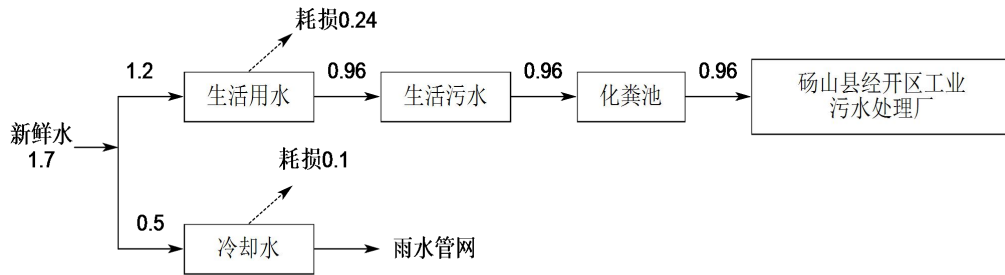 耗损0.24
1.2
0.96
0.96
0.96
生活用水
生活污水
化粪池
砀山县经开区工业
污水处理厂
新鲜水
1.7
耗损0.1
0.5
冷却水
雨水管网